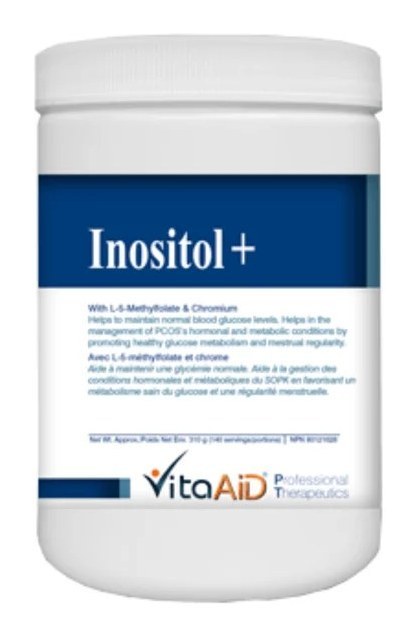 Inositol +
With L-5-Methylfolate & Chromium
Helps to maintain normal blood glucose levels. Helps in the
management of PCOS's hormonal and metabolic conditions by
promoting healthy glucose metabolism and mestrual regularity.
Avec L-5-méthylfolate et chrome
Aide à maintenir une glycémie normale. Aide à la gestion des
conditions hormonales et métaboliques du SOPK en favorisant un
métabolisme sain du glucose et une régularité menstruelle.
Net Wt. Approx./Poids Net Env. 310 g (140 servings/portions) | NPN
VitaAiD® Professional
Therapeutics